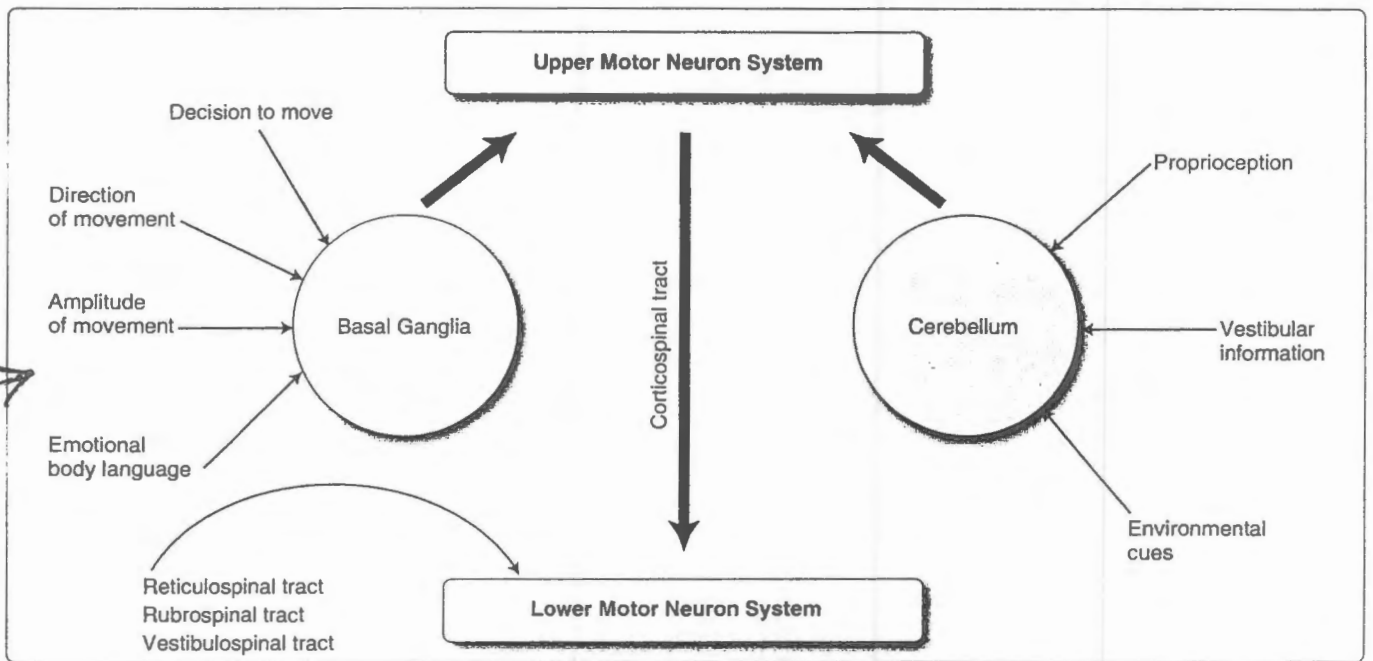 Upper Motor Neuron System
Decision to move
Direction
of movement
Amplitude
of movement
Emotional
body language
Basal Ganglia
Corticospinal tract
Cerebellum
Proprioception
Vestibular
information
Environmental
cues
Reticulospinal tract
Rubrospinal tract
Vestibulospinal tract
Lower Motor Neuron System